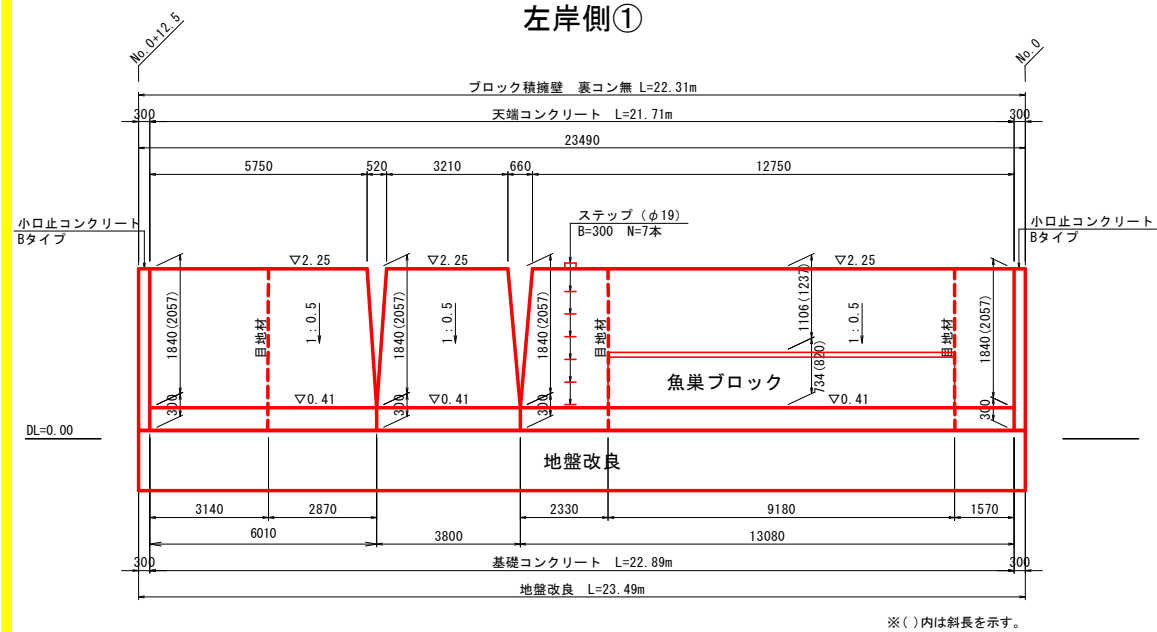 左岸側①
No.0+12.5
No.0
ブロック積擁壁 裏コン無 L=22.31m
300
天端コンクリート L=21.71m
300
23490
5750
520
3210
660
12750
小口止コンクリート
Bタイプ
ステップ(φ19)
B=300 N=7本
小口止コンクリート
Bタイプ
▽2.25
▽2.25
▽2.25
1840(2057)
目地材
1:0.5
1840(2057)
1:0.5
1840(2057)
目地材
1106(1237)
1:0.5
目地材
1840(2057)
734(820)
魚巣ブロック
▽0.41
▽0.41
▽0.41
300
300
300
300
DL=0.00
地盤改良
3140
2870
2330
9180
1570
6010
3800
13080
300
基礎コンクリート L=22.89m
300
地盤改良 L=23.49m
※( )内は斜長を示す。